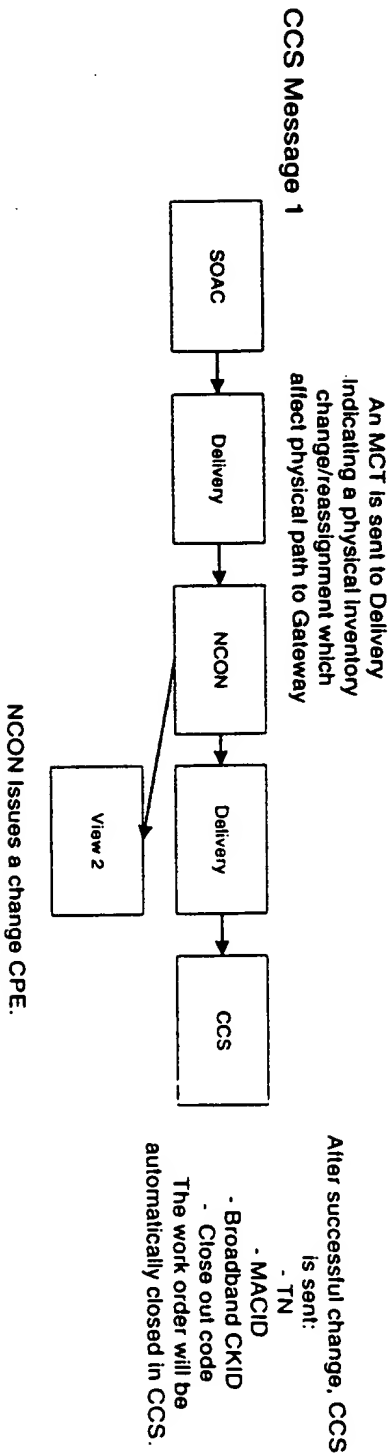 CCS Message 1
An MCT is sent to Delivery
Indicating a physical inventory
change/reassignment which
affect physical path to Gateway
SOAC
Delivery
NCON
Delivery
CCS
View 2
NCON Issues a change CPE.
After successful change, CCS
is sent:
- TN
- MACID
- Broadband CKID
- Close out code
The work order will be
automatically closed in CCS.